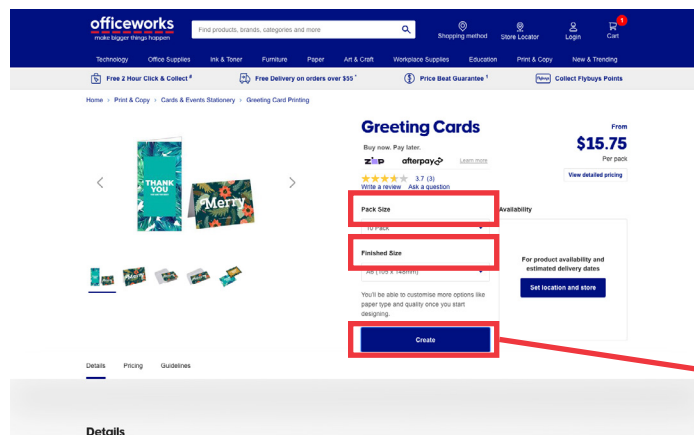 officeworks
make bigger things happen
Find products, brands, categories and more
Shopping method
Store Locator
Login
1
Cart
Technology Office Supplies Ink & Toner Furniture Paper Art & Craft Workplace Supplies Education Print & Copy New & Trending
Free 2 Hour Click & Collect #
Free Delivery on orders over $55 ^
Price Beat Guarantee 1
flybuys
Collect Flybuys Points
Home > Print & Copy > Cards & Events Stationery > Greeting Card Printing
Greeting Cards
From
$15.75
Per pack
View detailed pricing
Buy now. Pay later.
zip afterpay Learn more
3.7 (3)
Write a review Ask a question
THANK
YOU
Merry
Pack Size
10 Pack
Finished Size
A6 (105 x 148mm)
You'll be able to customise more options like
paper type and quality once you start
designing.
Create
Availability
For product
availability and
estimated
delivery dates
Set location and store
Details Pricing Guidelines
Details